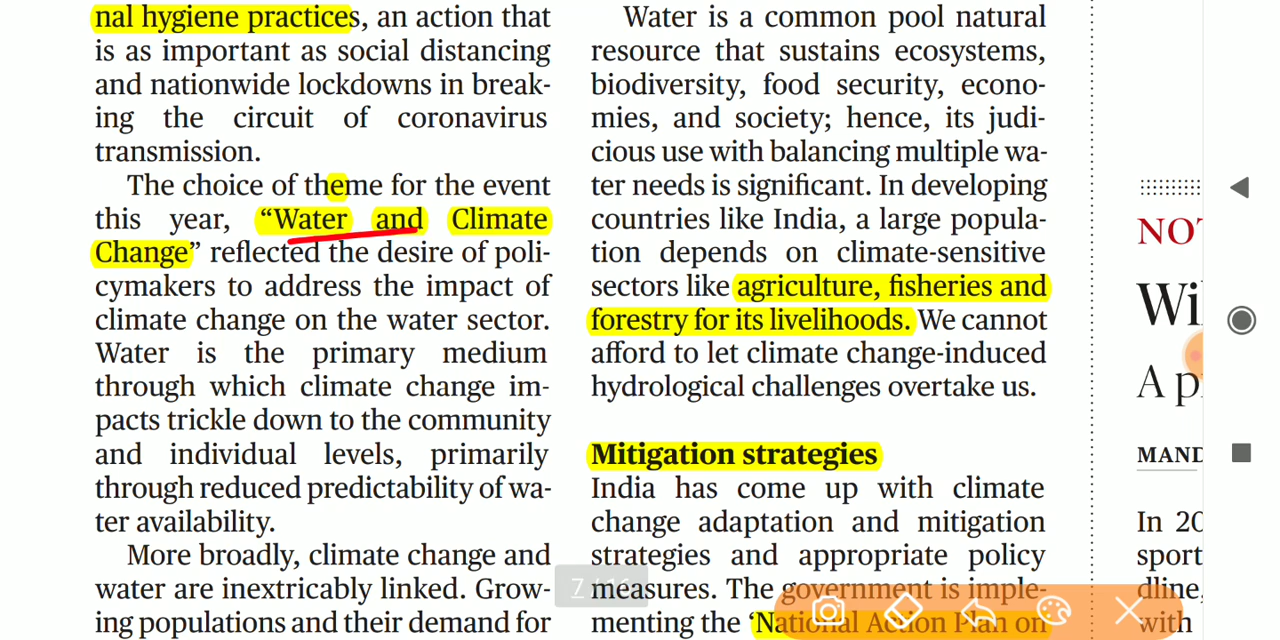 nal hygiene practices, an action that
is as important as social distancing
and nationwide lockdowns in break-
ing the circuit of coronavirus
transmission.
The choice of theme for the event
this year, “Water and Climate
Change” reflected the desire of poli-
cymakers to address the impact of
climate change on the water sector.
Water is the primary medium
through which climate change im-
pacts trickle down to the community
and individual levels, primarily
through reduced predictability of wa-
ter availability.
More broadly, climate change and
water are inextricably linked. Grow-
ing populations and their demand for
Water is a common pool natural
resource that sustains ecosystems,
biodiversity, food security, econo-
mies, and society; hence, its judi-
cious use with balancing multiple wa-
ter needs is significant. In developing
countries like India, a large popula-
tion depends on climate-sensitive
sectors like agriculture, fisheries and
forestry for its livelihoods. We cannot
afford to let climate change-induced
hydrological challenges overtake us.
Mitigation strategies
India has come up with climate
change adaptation and mitigation
strategies and appropriate policy
measures. The government is imple-
menting the ‘National Action Plan on
7 / 16
NOT
Wi
A p
MAND
In 20
sport
dline,
with